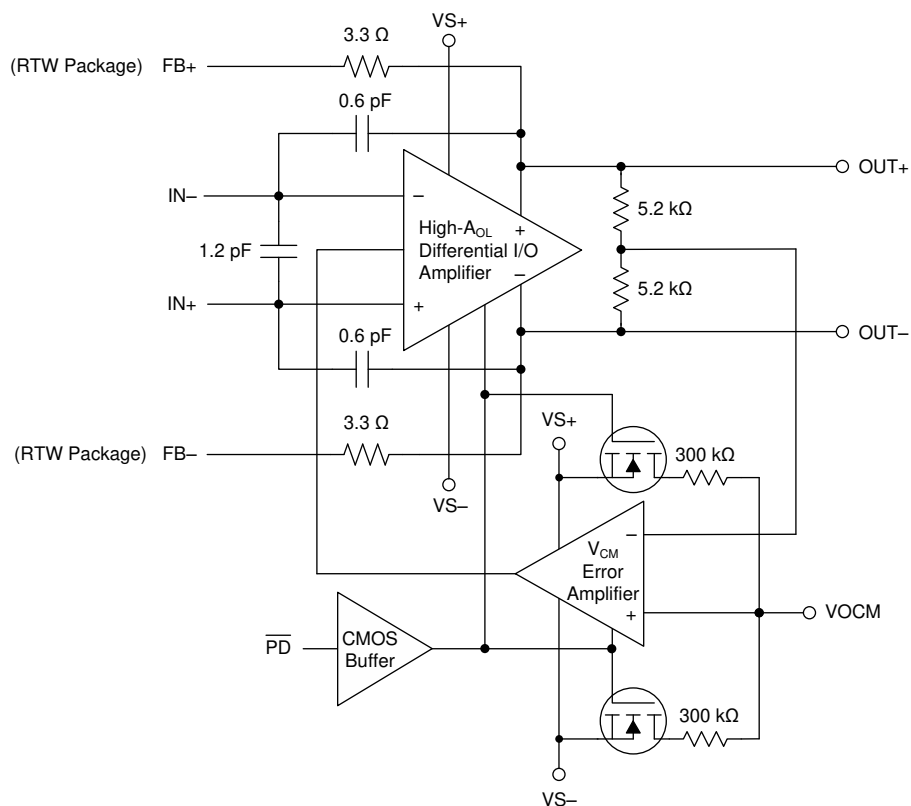 VS+
3.3 Ω
(RTW Package) FB+
0.6 pF
OUT+
IN–
–
5.2 kΩ
High-AOL
Differential I/O
Amplifier
+
–
1.2 pF
5.2 kΩ
IN+
+
OUT–
0.6 pF
3.3 Ω
VS+
300 kΩ
(RTW Package) FB–
VS–
–
VCM
Error
Amplifier
+
VOCM
PD
CMOS
Buffer
300 kΩ
VS–